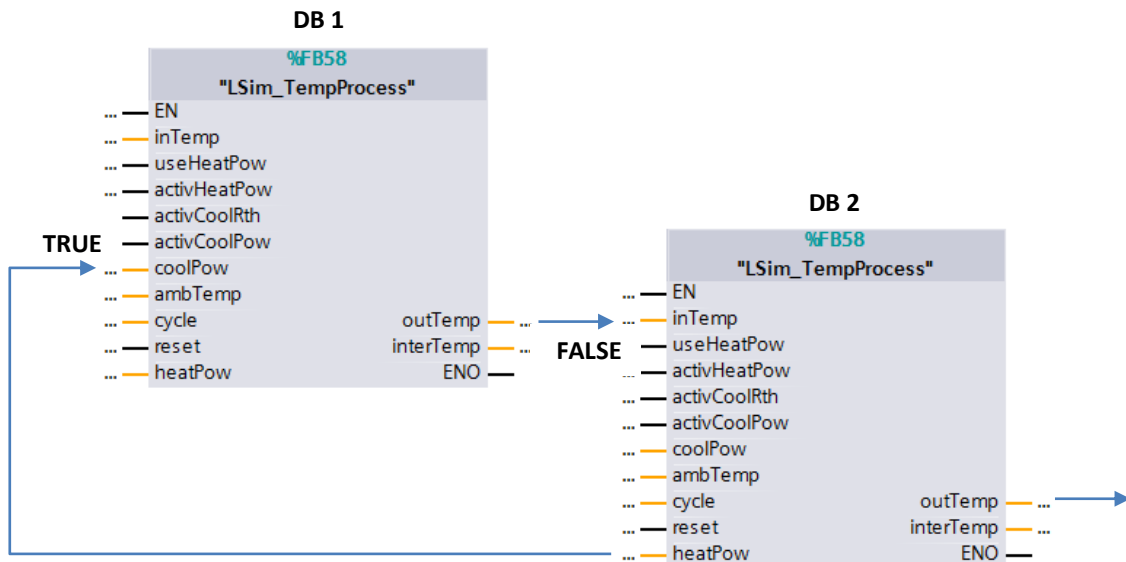 DB 1
%FB58
"LSim_TempProcess"
... EN
... inTemp
... useHeatPow
... activHeatPow
activCoolRth
TRUE activCoolPow
... coolPow
... ambTemp
... cycle outTemp ...
... reset interTemp ...
... heatPow ENO
DB 2
%FB58
"LSim_TempProcess"
... EN
... inTemp
FALSE useHeatPow
... activHeatPow
... activCoolRth
... activCoolPow
... coolPow
... ambTemp
... cycle outTemp ...
... reset interTemp ...
... heatPow ENO